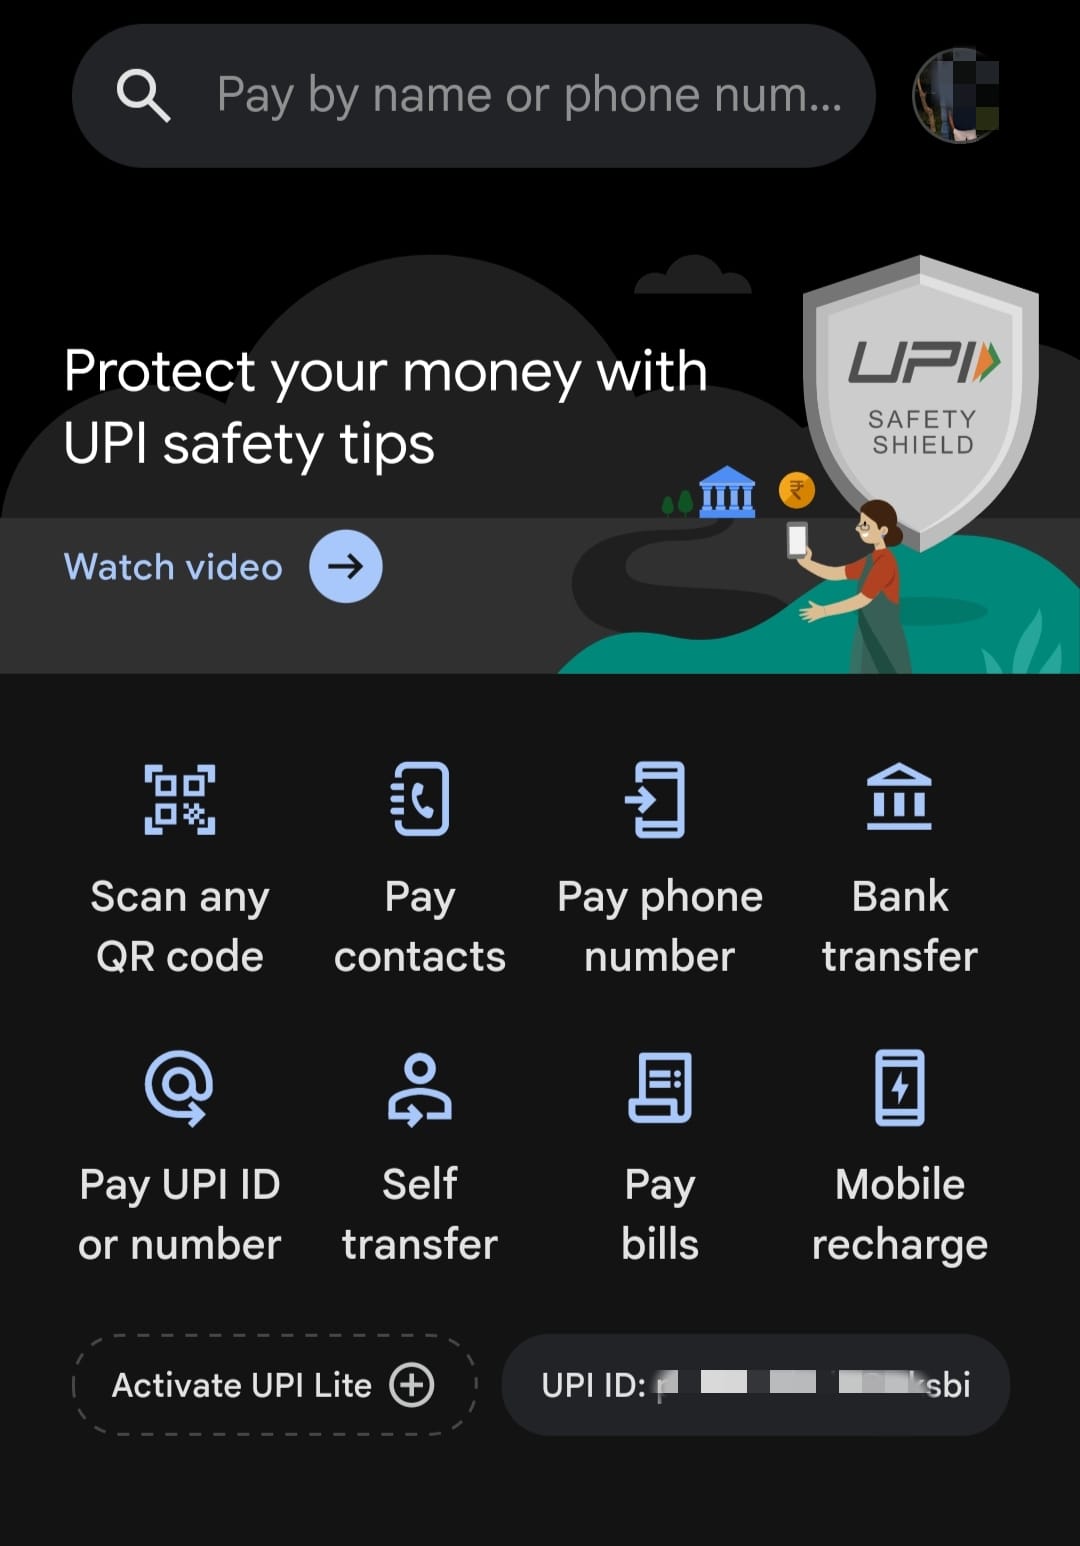 Pay by name or phone num...
Protect your money with
UPI safety tips
UPI
SAFETY
SHIELD
Watch video
Scan any
QR code
Pay
contacts
Pay phone
number
Bank
transfer
Pay UPI ID
or number
Self
transfer
Pay
bills
Mobile
recharge
Activate UPI Lite
UPI ID: sbi